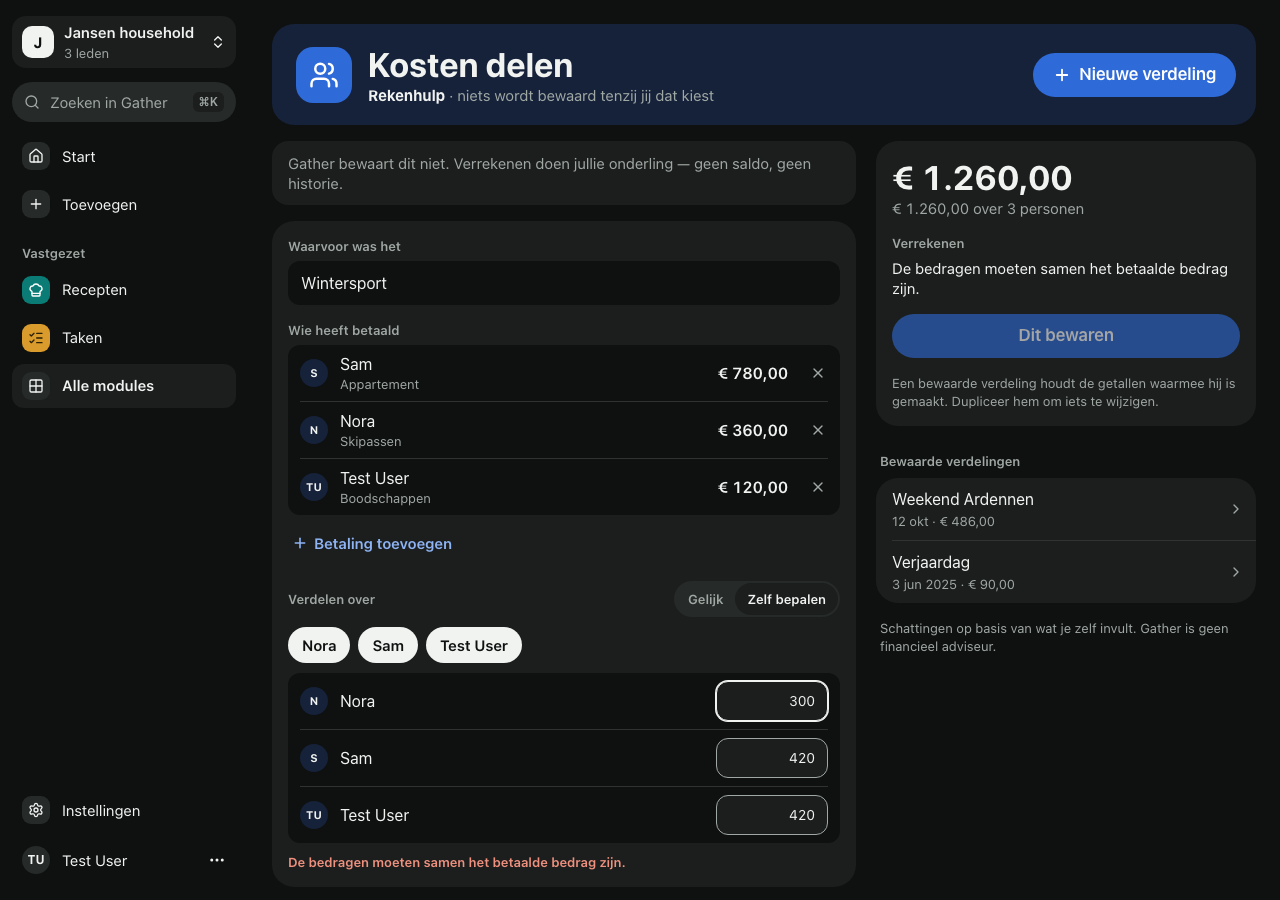 J
Jansen household
3 leden
Zoeken in Gather
⌘K
Start
Toevoegen
Vastgezet
Recepten
Taken
Alle modules
Instellingen
TU
Test User
Kosten delen
Rekenhulp · niets wordt bewaard tenzij jij dat kiest
Nieuwe verdeling
Gather bewaart dit niet. Verrekenen doen jullie onderling — geen saldo, geen
historie.
Waarvoor was het
Wintersport
Wie heeft betaald
S
Sam
Appartement
€ 780,00
N
Nora
Skipassen
€ 360,00
TU
Test User
Boodschappen
€ 120,00
Betaling toevoegen
Verdelen over
Gelijk
Zelf bepalen
Nora
Sam
Test User
N
Nora
300
S
Sam
420
TU
Test User
420
De bedragen moeten samen het betaalde bedrag zijn.
€ 1.260,00
€ 1.260,00 over 3 personen
Verrekenen
De bedragen moeten samen het betaalde bedrag
zijn.
Dit bewaren
Een bewaarde verdeling houdt de getallen waarmee hij is
gemaakt. Dupliceer hem om iets te wijzigen.
Bewaarde verdelingen
Weekend Ardennen
12 okt · € 486,00
Verjaardag
3 jun 2025 · € 90,00
Schattingen op basis van wat je zelf invult. Gather is geen
financieel adviseur.